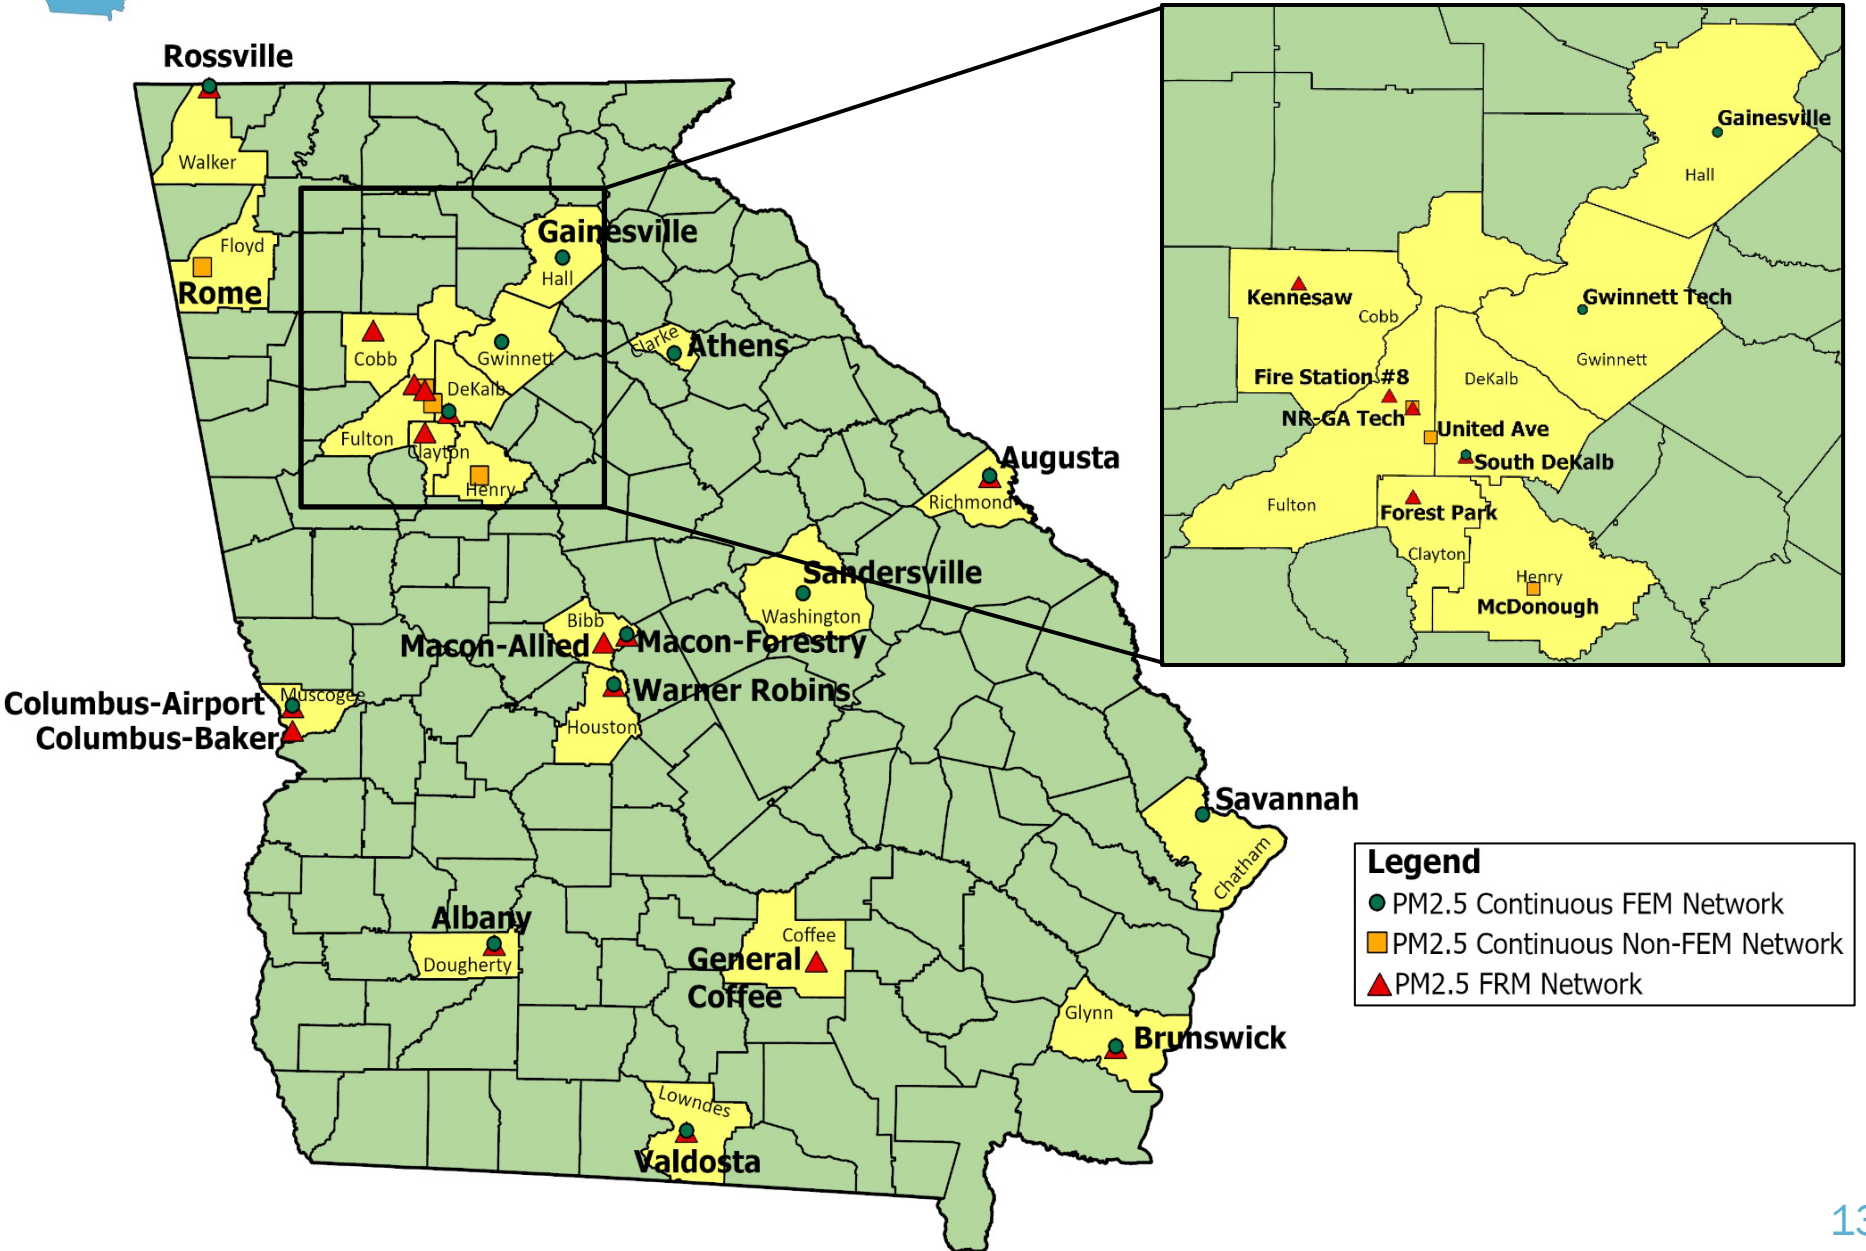 Rossville
Walker
Floyd
Rome
Gainesville
Hall
Cobb
Gwinnett
DeKalb
Fulton
Clayton
Henry
Clarke
Athens
Augusta
Richmond
Sandersville
Washington
Bibb
Macon-Allied
Macon-Forestry
Warner Robins
Houston
Muscogee
Columbus-Airport
Columbus-Baker
Savannah
Chatham
Albany
Dougherty
Coffee
General
Coffee
Glynn
Brunswick
Lowndes
Valdosta
Gainesville
Hall
Kennesaw
Cobb
Gwinnett Tech
Gwinnett
Fire Station #8
DeKalb
NR-GA Tech
United Ave
South DeKalb
Fulton
Forest Park
Clayton
Henry
McDonough
Legend
PM2.5 Continuous FEM Network
PM2.5 Continuous Non-FEM Network
PM2.5 FRM Network
13